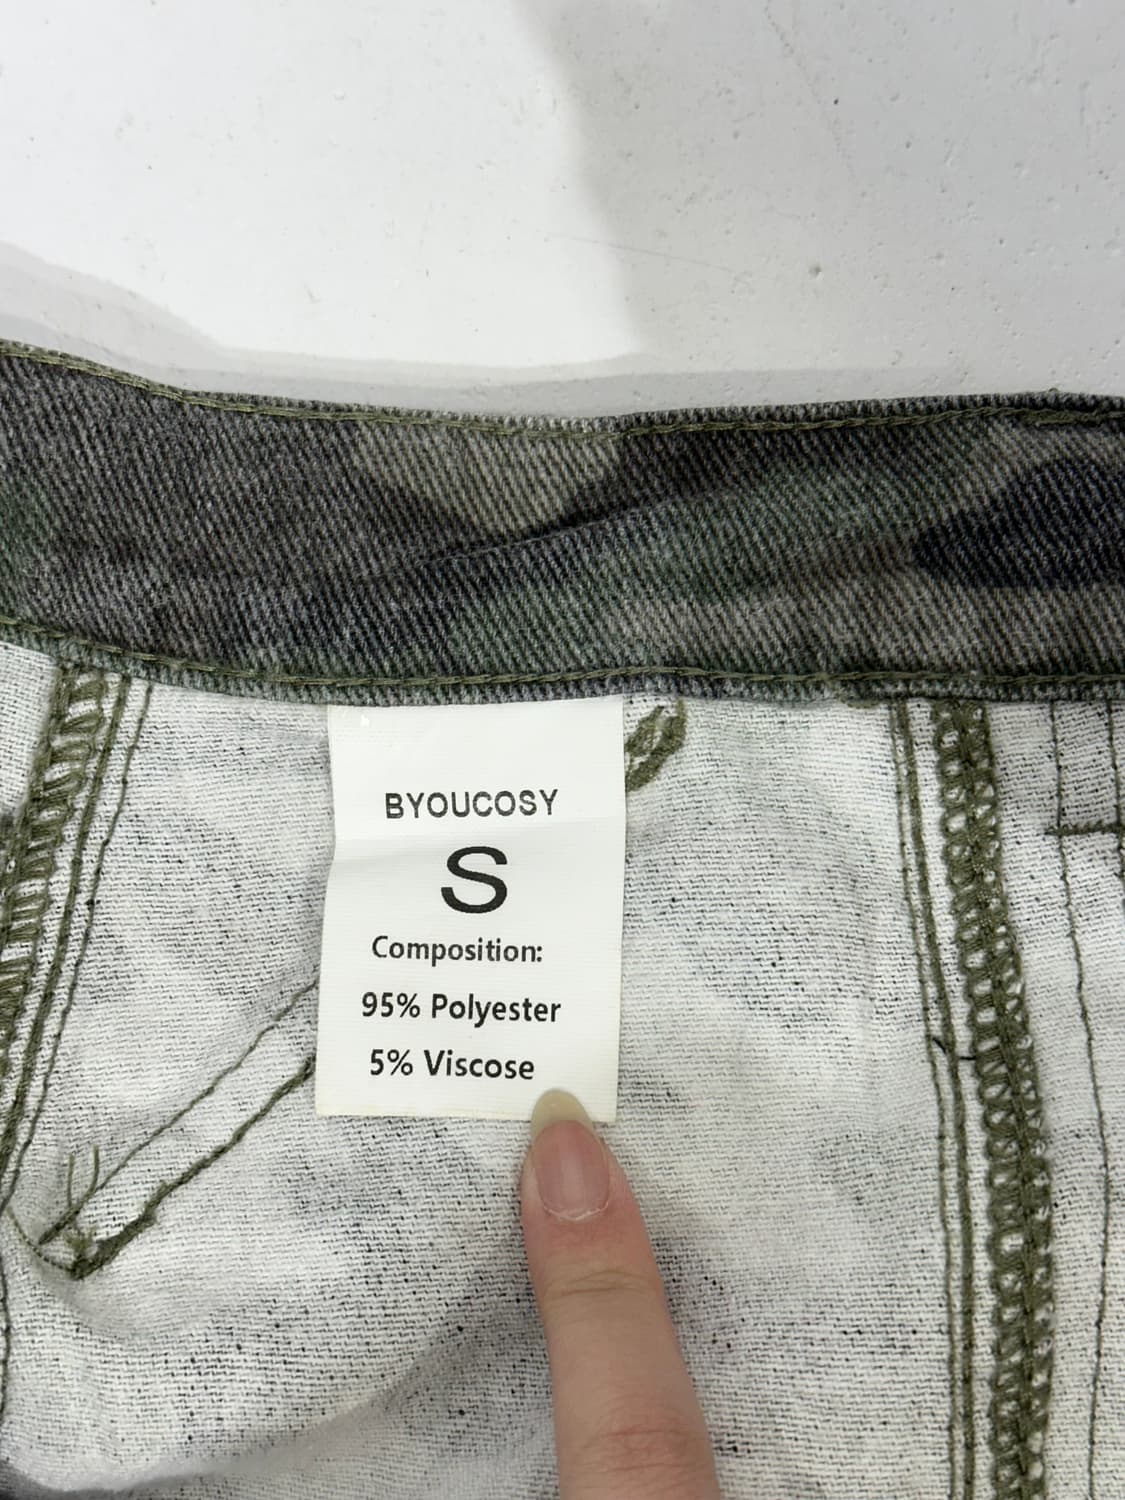 BYOUCOSY
S
Composition:
95% Polyester
5% Viscose